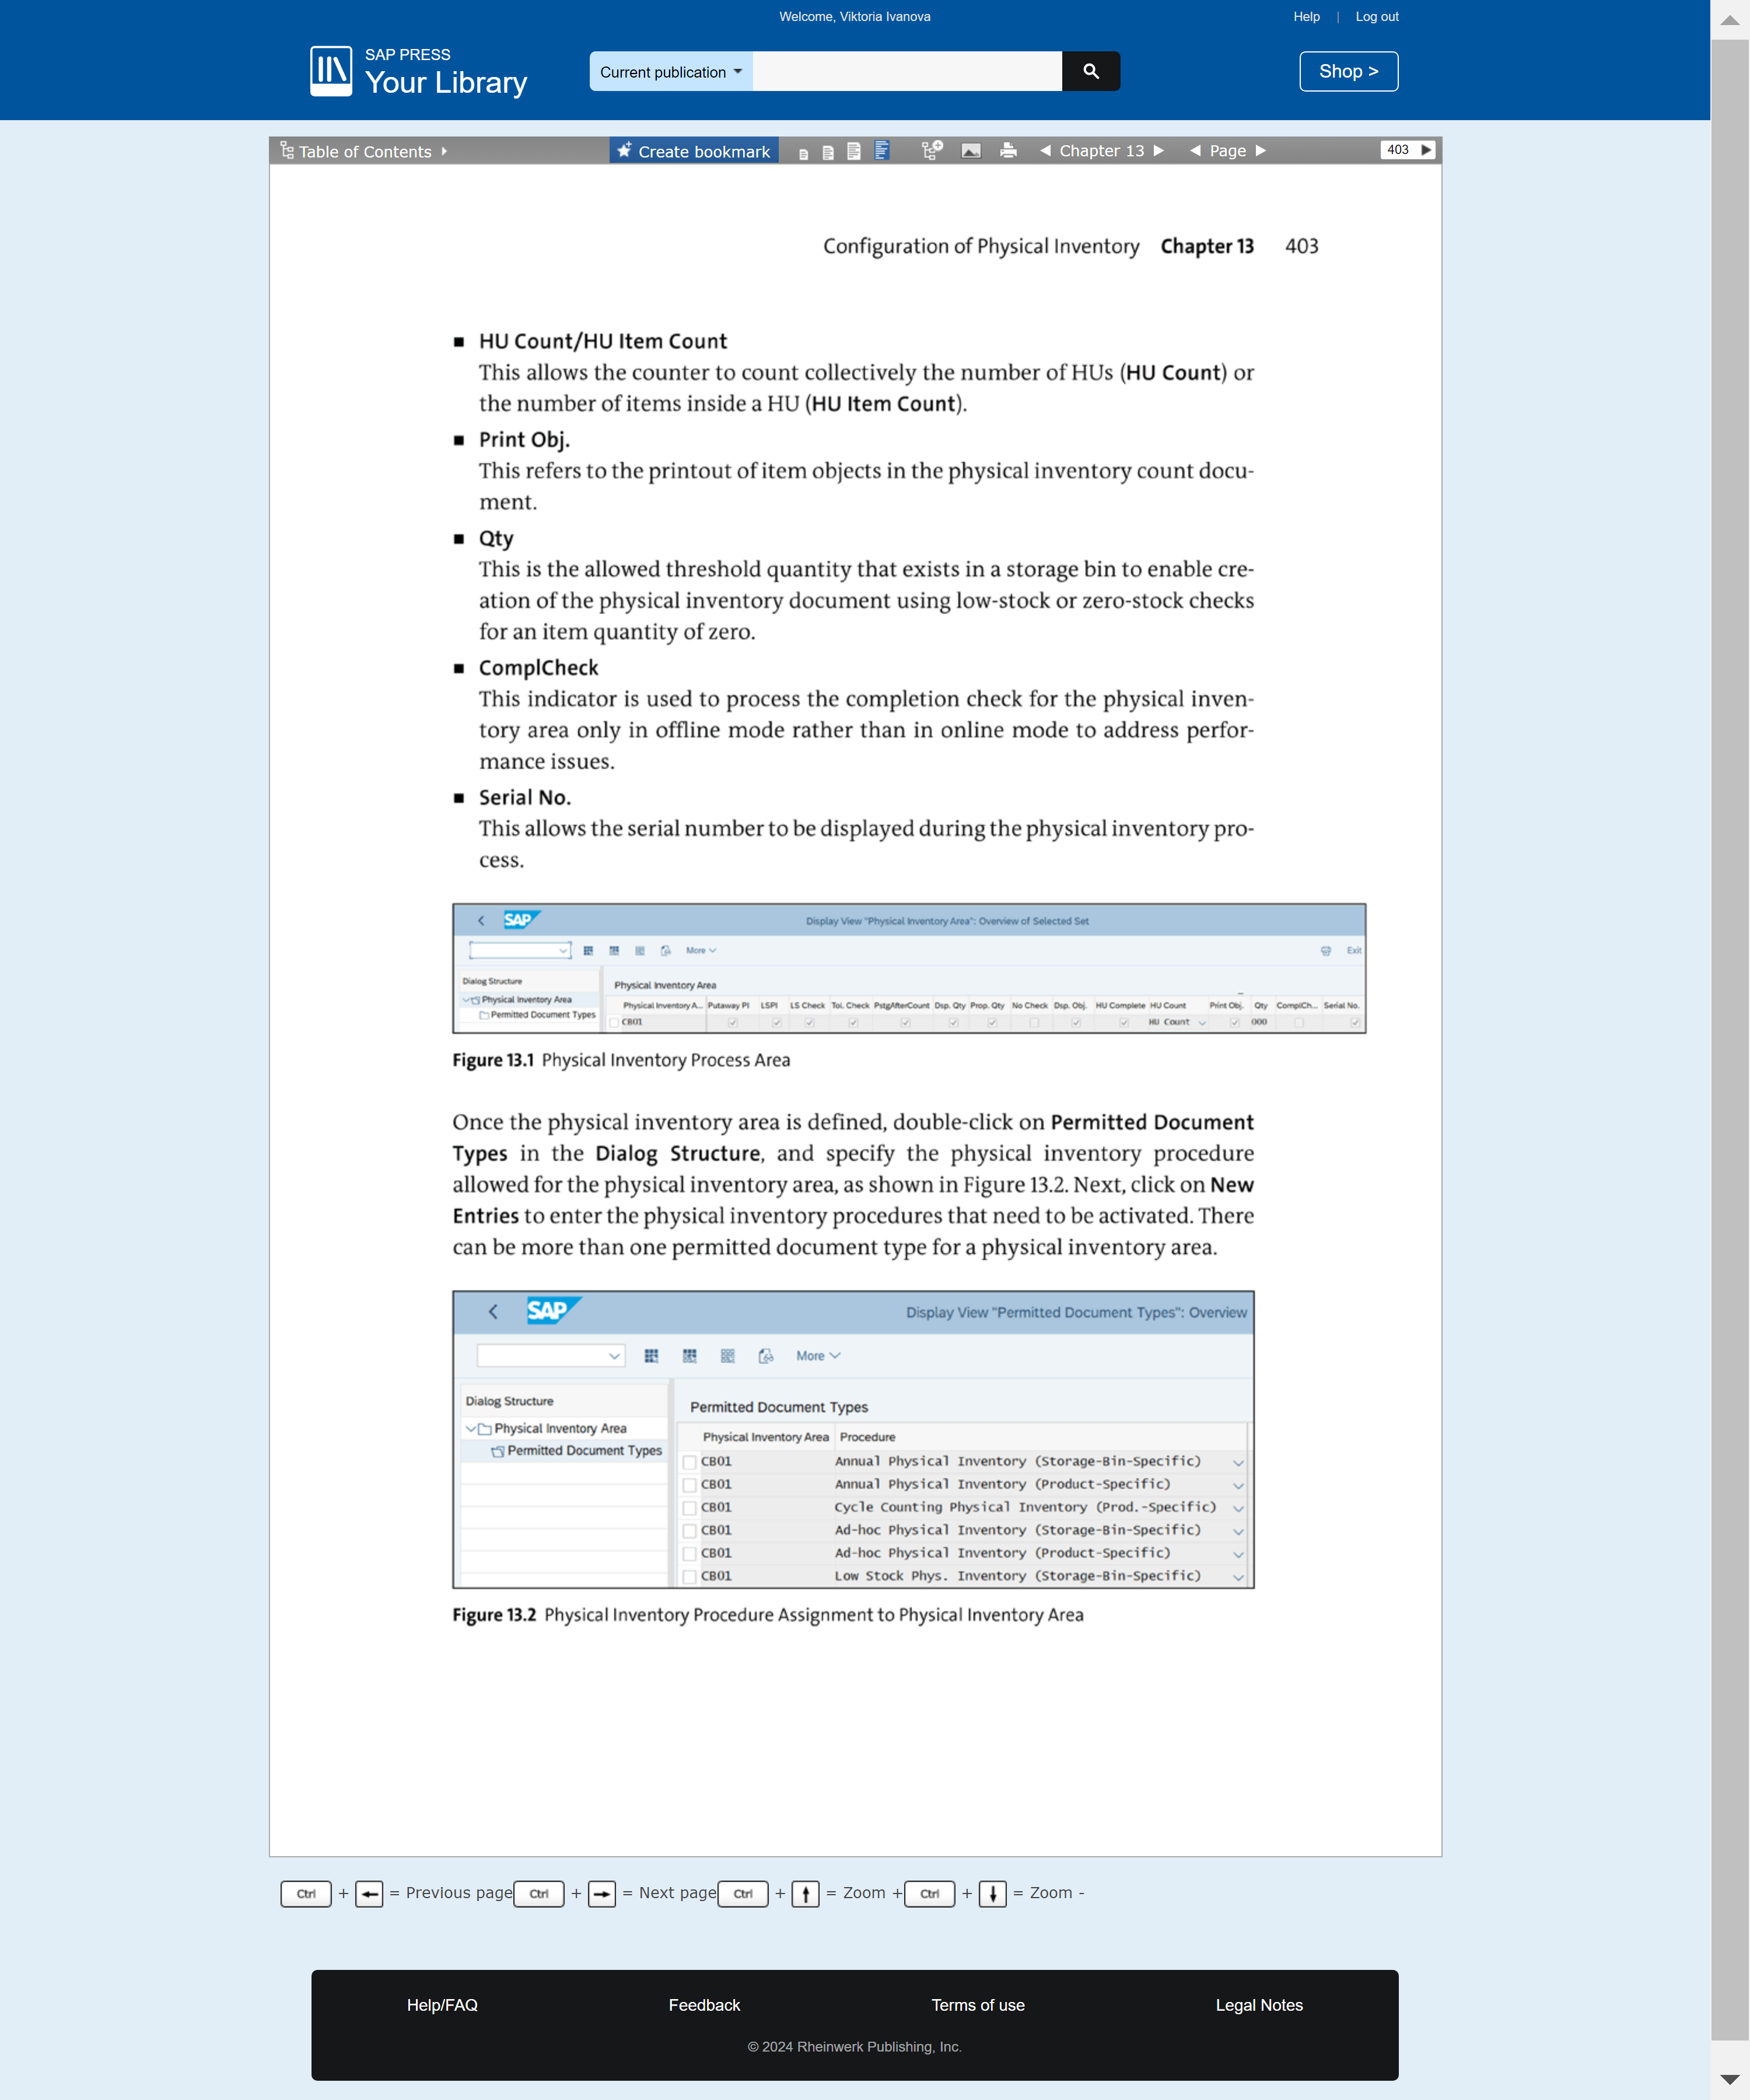 Welcome, Viktoria Ivanova
Help | Log out
SAP PRESS
Your Library
Current publication
Shop >
Table of Contents
Create bookmark
Chapter 13
Page
403
Configuration of Physical Inventory Chapter 13 403
HU Count/HU Item Count
This allows the counter to count collectively the number of HUs (HU Count) or
the number of items inside a HU (HU Item Count).
Print Obj.
This refers to the printout of item objects in the physical inventory count docu-
ment.
Qty
This is the allowed threshold quantity that exists in a storage bin to enable cre-
ation of the physical inventory document using low-stock or zero-stock checks
for an item quantity of zero.
ComplCheck
This indicator is used to process the completion check for the physical inven-
tory area only in offline mode rather than in online mode to address perfor-
mance issues.
Serial No.
This allows the serial number to be displayed during the physical inventory pro-
cess.
SAP
Display View "Physical Inventory Area": Overview of Selected Set
More
Exit
Dialog Structure
Physical Inventory Area
Permitted Document Types
Physical Inventory Area
Physical Inventory A... Putaway PI LSPI LS Check Tol. Check PstgAfterCount Dsp. Qty Prop. Qty No Check Dsp. Obj. HU Complete HU Count Print Obj. Qty ComplCh... Serial No.
CB01 HU Count 000
Figure 13.1 Physical Inventory Process Area
Once the physical inventory area is defined, double-click on Permitted Document
Types in the Dialog Structure, and specify the physical inventory procedure
allowed for the physical inventory area, as shown in Figure 13.2. Next, click on New
Entries to enter the physical inventory procedures that need to be activated. There
can be more than one permitted document type for a physical inventory area.
SAP
Display View "Permitted Document Types": Overview
More
Dialog Structure
Physical Inventory Area
Permitted Document Types
Permitted Document Types
Physical Inventory Area Procedure
CB01 Annual Physical Inventory (Storage-Bin-Specific)
CB01 Annual Physical Inventory (Product-Specific)
CB01 Cycle Counting Physical Inventory (Prod.-Specific)
CB01 Ad-hoc Physical Inventory (Storage-Bin-Specific)
CB01 Ad-hoc Physical Inventory (Product-Specific)
CB01 Low Stock Phys. Inventory (Storage-Bin-Specific)
Figure 13.2 Physical Inventory Procedure Assignment to Physical Inventory Area
Ctrl + ← = Previous page Ctrl + → = Next page Ctrl + ↑ = Zoom + Ctrl + ↓ = Zoom -
Help/FAQ Feedback Terms of use Legal Notes
© 2024 Rheinwerk Publishing, Inc.